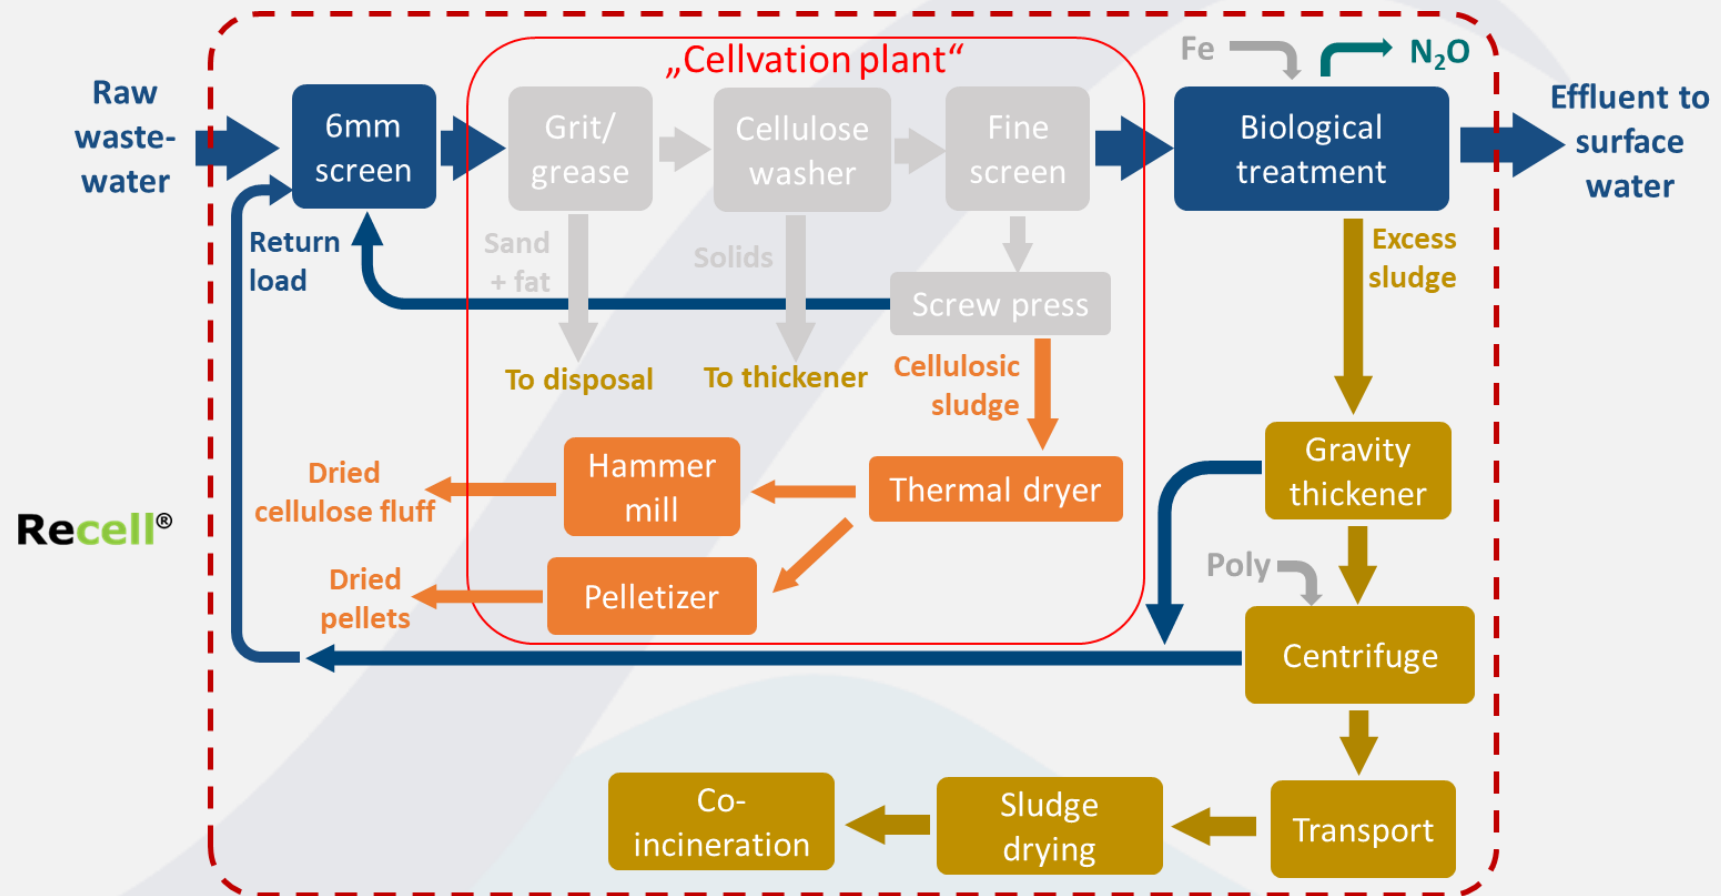 „Cellvation plant“
Fe
N₂O
Raw
waste-
water
6mm
screen
Grit/
grease
Cellulose
washer
Fine
screen
Biological
treatment
Effluent to
surface
water
Return
load
Sand
+ fat
Solids
Screw press
Excess
sludge
To disposal
To thickener
Cellulosic
sludge
Dried
cellulose fluff
Hammer
mill
Thermal dryer
Gravity
thickener
Recell®
Dried
pellets
Pelletizer
Poly
Centrifuge
Co-
incineration
Sludge
drying
Transport